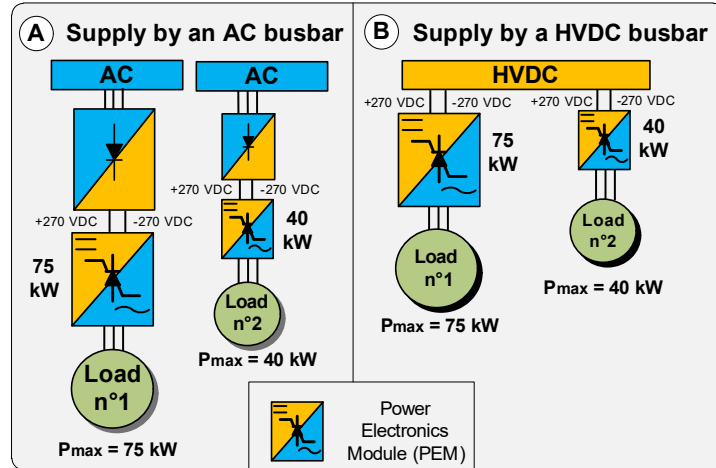 A Supply by an AC busbar
AC
AC
+270 VDC -270 VDC
40
kW
+270 VDC -270 VDC
75
kW
Load
n°2
Pmax = 40 kW
Load
n°1
Pmax = 75 kW
B Supply by a HVDC busbar
HVDC
+270 VDC -270 VDC
+270 VDC -270 VDC
75
kW
40
kW
Load
n°1
Pmax = 75 kW
Load
n°2
Pmax = 40 kW
Power
Electronics
Module (PEM)